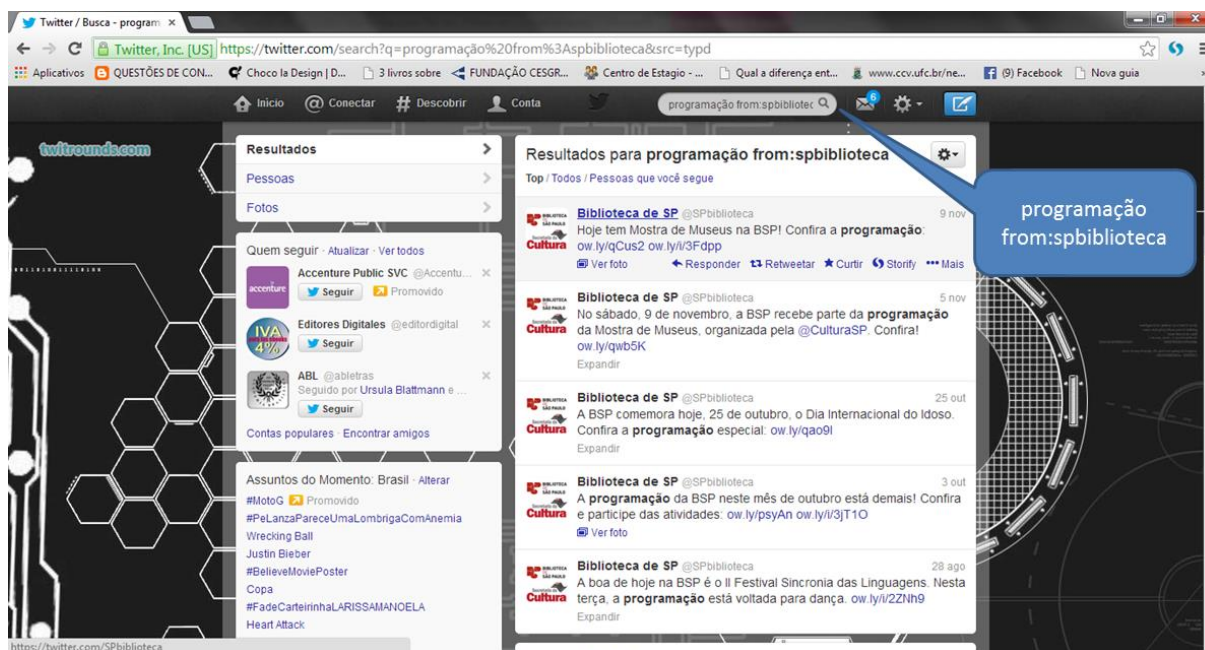 Twitter / Busca - program
Twitter, Inc. [US] https://twitter.com/search?q=programação%20from%3Aspbiblioteca&src=typd
Aplicativos QUESTÕES DE CON... Choco la Design | D... 3 livros sobre FUNDAÇÃO CESGR... Centro de Estagio - ... Qual a diferença ent... www.ccv.ufc.br/ne... (9) Facebook Nova guia
Início Conectar Descobrir Conta programação from:spbibliotec 6
twitrounds.com
Resultados
Pessoas
Fotos
Quem seguir · Atualizar · Ver todos
Accenture Public SVC @Accentu...
accenture
Seguir Promovido
Editores Digitales @editordigital
IVA 4%
Seguir
ABL @abletras
Seguido por Ursula Blattmann e ...
Seguir
Contas populares · Encontrar amigos
Assuntos do Momento: Brasil · Alterar
#MotoG Promovido
#PeLanzaPareceUmaLombrigaComAnemia
Wrecking Ball
Justin Bieber
#BelieveMoviePoster
Copa
#FadeCarteirinhaLARISSAMANOELA
Heart Attack
Resultados para programação from:spbiblioteca
Top / Todos / Pessoas que você segue
Biblioteca de SP @SPbiblioteca 9 nov
Hoje tem Mostra de Museus na BSP! Confira a programação:
ow.ly/qCus2 ow.ly/i/3Fdpp
Cultura
Ver foto Responder Retweetar Curtir Storify Mais
Biblioteca de SP @SPbiblioteca 5 nov
No sábado, 9 de novembro, a BSP recebe parte da programação
da Mostra de Museus, organizada pela @CulturaSP. Confira!
ow.ly/qwb5K
Cultura
Expandir
Biblioteca de SP @SPbiblioteca 25 out
A BSP comemora hoje, 25 de outubro, o Dia Internacional do Idoso.
Confira a programação especial: ow.ly/qao9l
Cultura
Expandir
Biblioteca de SP @SPbiblioteca 3 out
A programação da BSP neste mês de outubro está demais! Confira
e participe das atividades: ow.ly/psyAn ow.ly/i/3jT1O
Cultura
Ver foto
Biblioteca de SP @SPbiblioteca 28 ago
A boa de hoje na BSP é o II Festival Sincronia das Linguagens. Nesta
terça, a programação está voltada para dança. ow.ly/i/2ZNh9
Cultura
Expandir
programação
from:spbiblioteca
https://twitter.com/SPbiblioteca